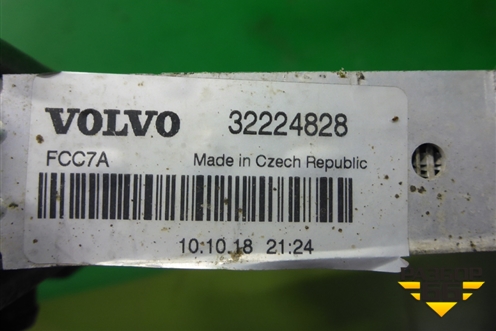 VOLVO 32224828
FCC7A Made in Czech Republic
10.10.18 21:24